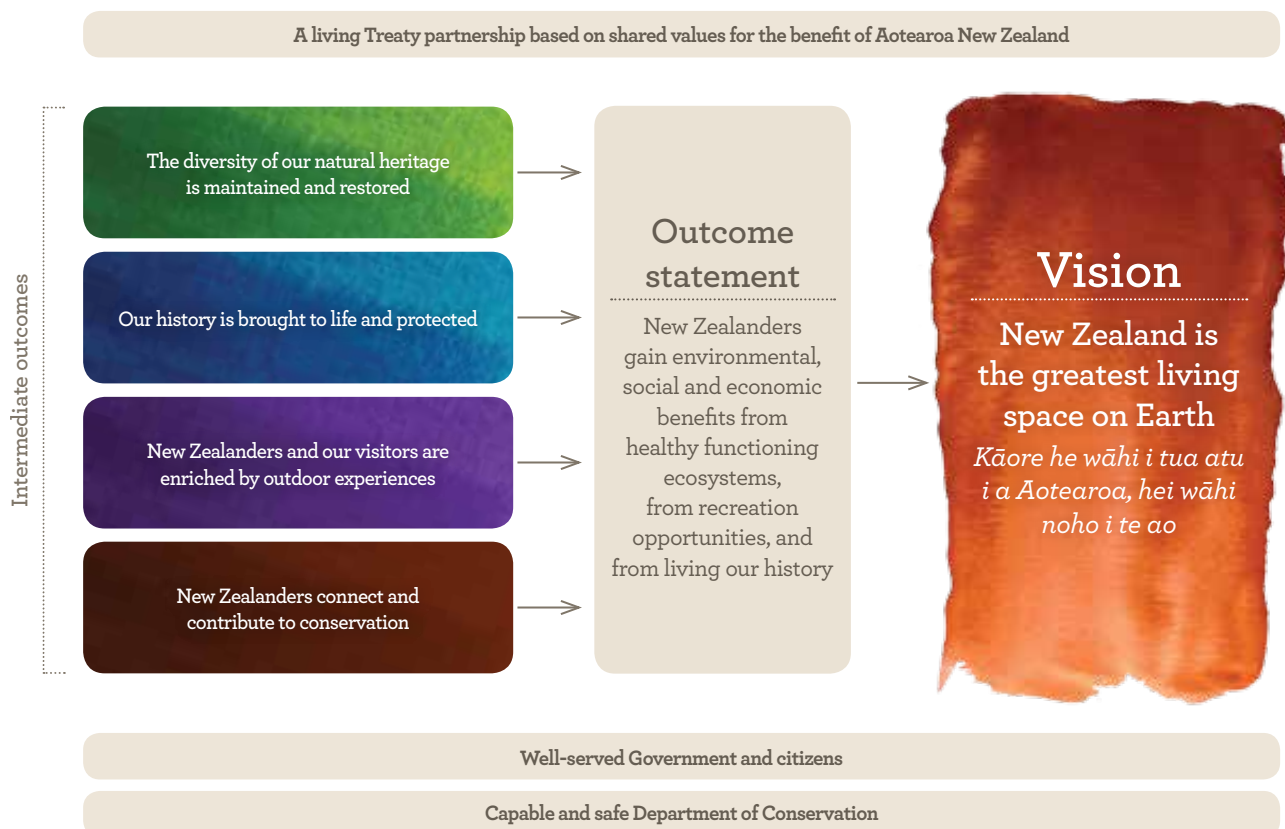 A living Treaty partnership based on shared values for the benefit of Aotearoa New Zealand
Intermediate outcomes
The diversity of our natural heritage
is maintained and restored
Our history is brought to life and protected
New Zealanders and our visitors are
enriched by outdoor experiences
New Zealanders connect and
contribute to conservation
Outcome
statement
New Zealanders
gain environmental,
social and economic
benefits from
healthy functioning
ecosystems,
from recreation
opportunities, and
from living our history
Vision
New Zealand is
the greatest living
space on Earth
Kāore he wāhi i tua atu
i a Aotearoa, hei wāhi
noho i te ao
Well-served Government and citizens
Capable and safe Department of Conservation